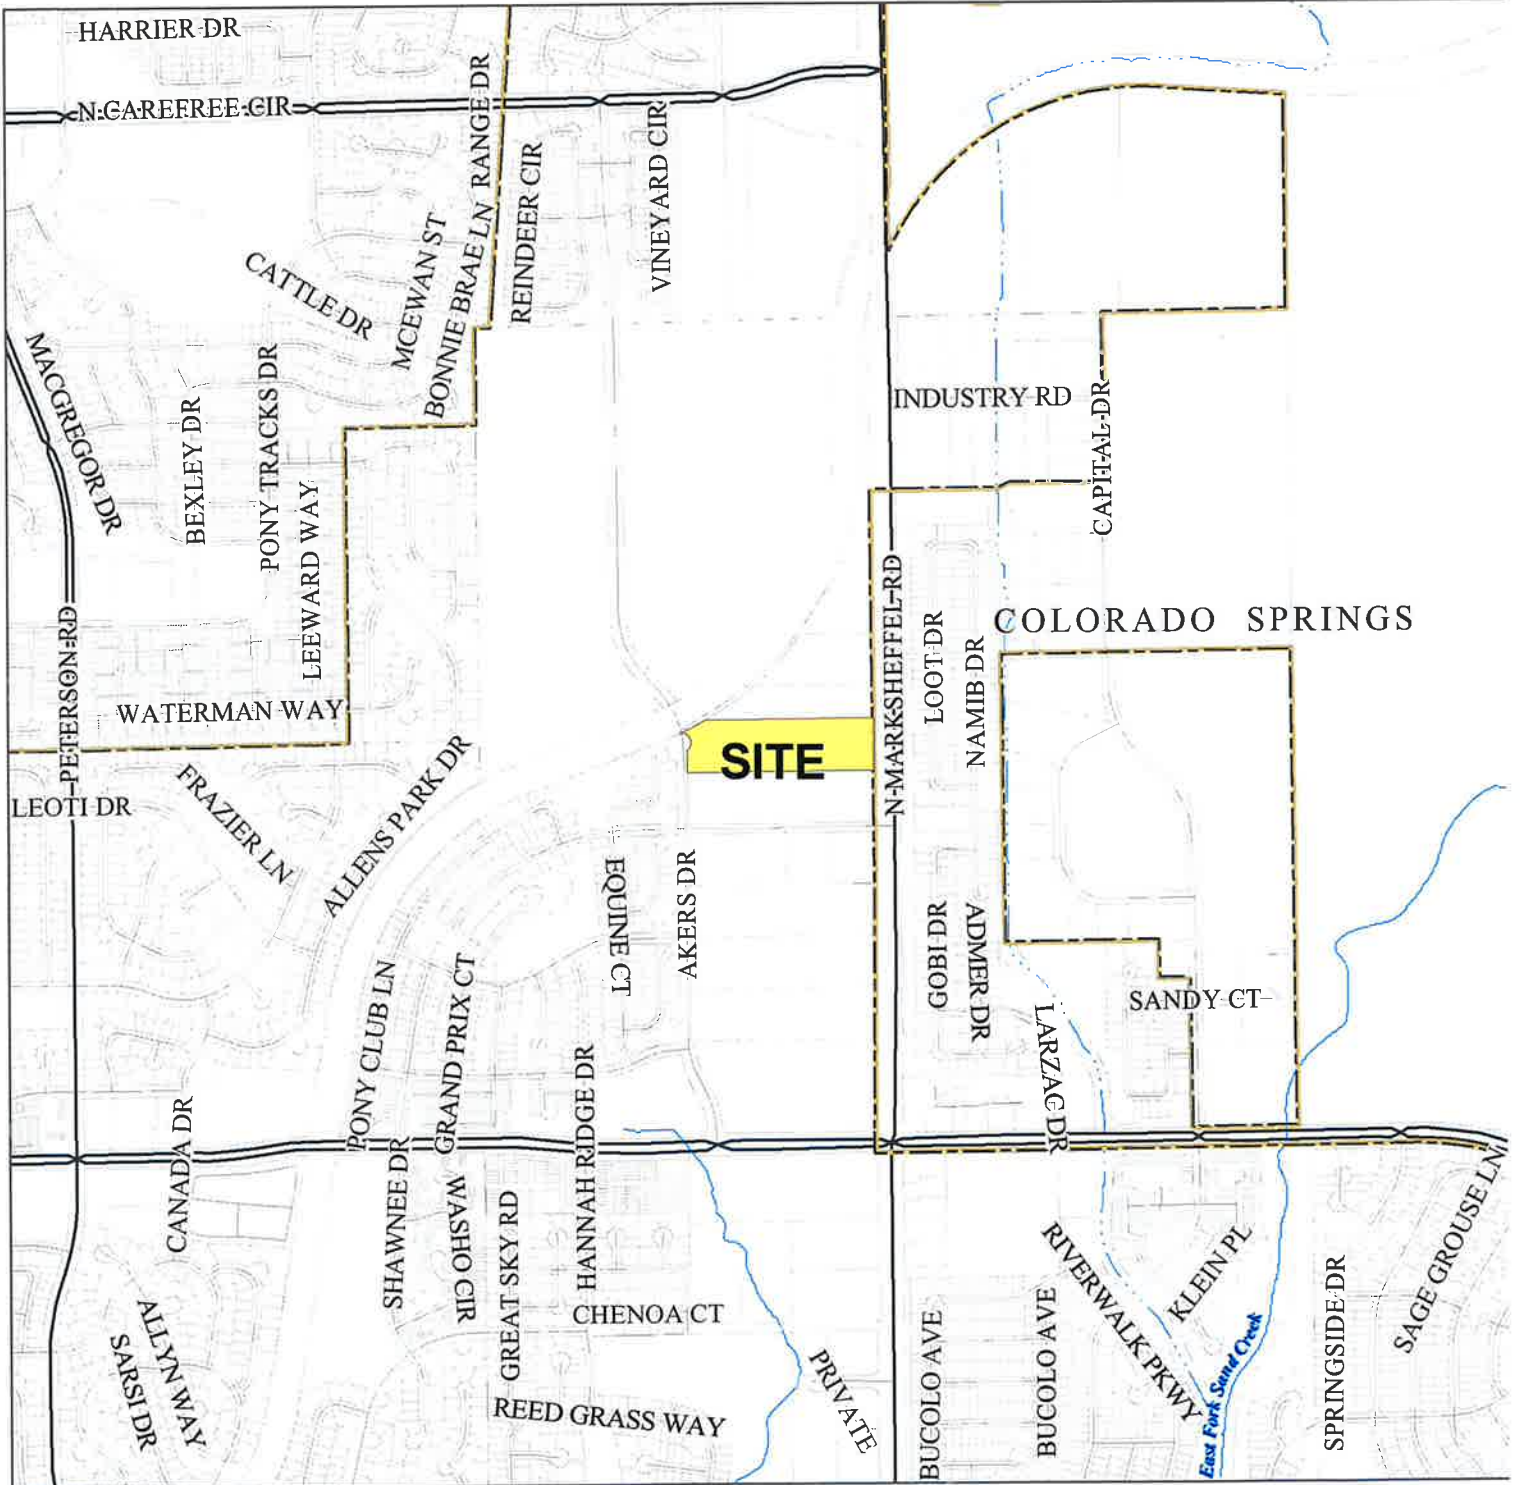 HARRIER DR
N CAREFREE CIR
RANGE DR
REINDEER CIR
VINEYARD CIR
CATTLE DR
MCEWAN ST
BONNIE BRAE LN
MACGREGOR DR
BEXLEY DR
PONY TRACKS DR
LEEWARD WAY
INDUSTRY RD
CAPITAL DR
N MARKSHEFFEL RD
LOOT DR
NAMIB DR
COLORADO SPRINGS
PETERSON RD
WATERMAN WAY
SITE
LEOTI DR
FRAZIER LN
ALLENS PARK DR
EQUINE CT
AKERS DR
GOBI DR
ADMER DR
SANDY CT
LARZAC DR
PONY CLUB LN
GRAND PRIX CT
HANNAH RIDGE DR
CANADA DR
SHAWNEE DR
WASHO CIR
GREAT SKY RD
CHENOA CT
RIVERWALK PKWY
KLEIN PL
SAGE GROUSE LN
SPRINGSIDE DR
ALLYN WAY
SARSI DR
REED GRASS WAY
PRIVATE
BUCOLO AVE
BUCOLO AVE
East Fork Sand Creek